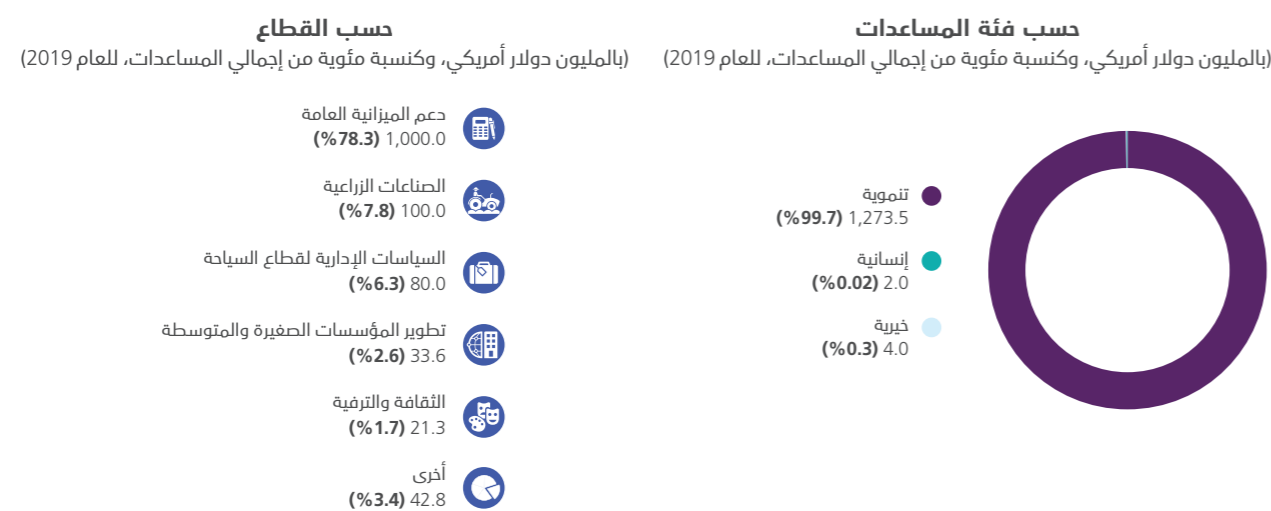 حسب فئة المساعدات
(بالمليون دولار أمريكي، وكنسبة مئوية من إجمالي المساعدات، للعام 2019)
تنموية
1,273.5 (%99.7)
إنسانية
2.0 (%0.02)
خيرية
4.0 (%0.3)
حسب القطاع
(بالمليون دولار أمريكي، وكنسبة مئوية من إجمالي المساعدات، للعام 2019)
دعم الميزانية العامة
1,000.0 (%78.3)
الصناعات الزراعية
100.0 (%7.8)
السياسات الإدارية لقطاع السياحة
80.0 (%6.3)
تطوير المؤسسات الصغيرة والمتوسطة
33.6 (%2.6)
الثقافة والترفية
21.3 (%1.7)
أخرى
42.8 (%3.4)